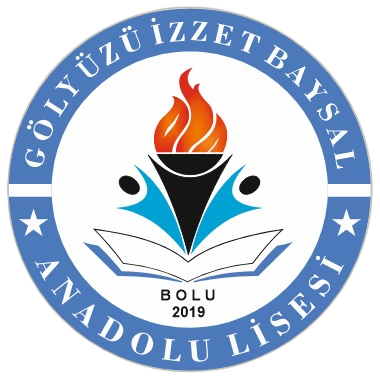 GÖLYÜZÜ İZZET BAYSAL
BOLU
2019
ANADOLU LİSESİ